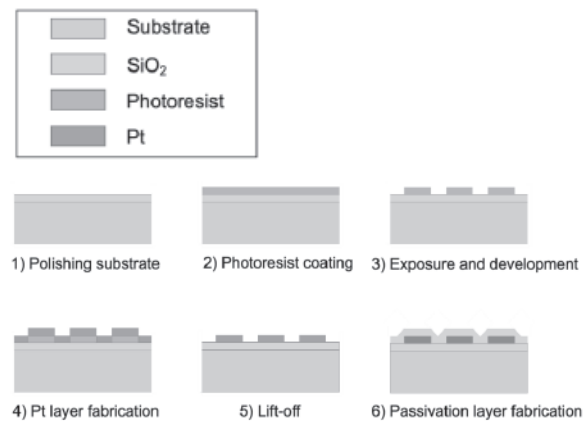 Substrate
SiO₂
Photoresist
Pt
1) Polishing substrate
2) Photoresist coating
3) Exposure and development
4) Pt layer fabrication
5) Lift-off
6) Passivation layer fabrication